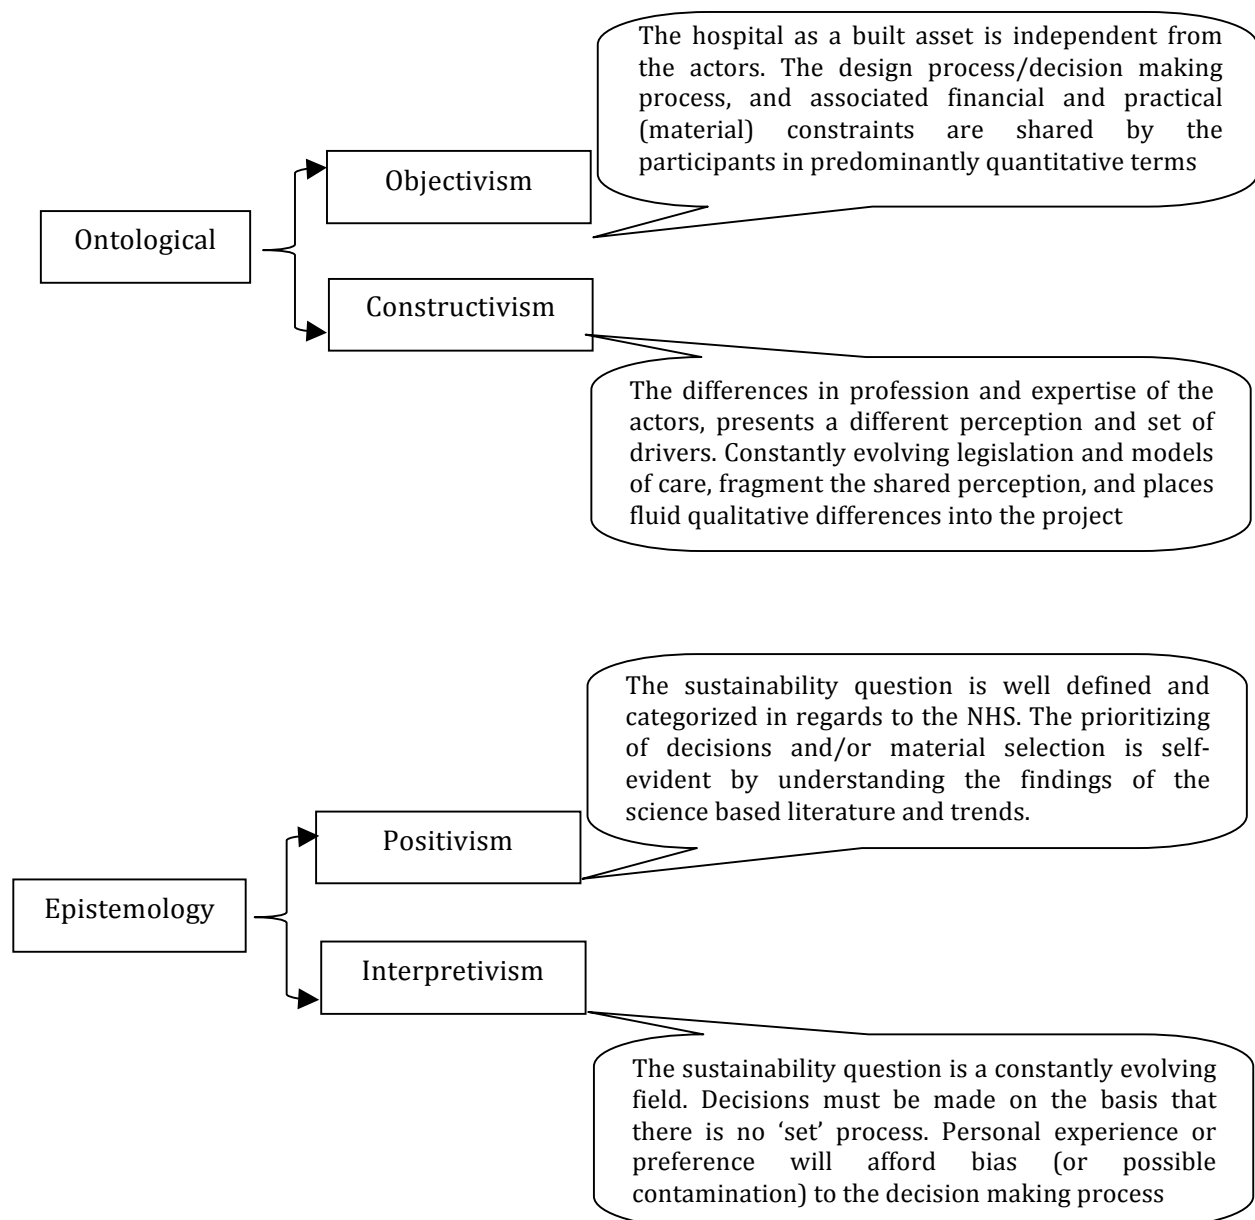 The hospital as a built asset is independent from
the actors. The design process/decision making
process, and associated financial and practical
(material) constraints are shared by the
participants in predominantly quantitative terms
Objectivism
Ontological
Constructivism
The differences in profession and expertise of the
actors, presents a different perception and set of
drivers. Constantly evolving legislation and models
of care, fragment the shared perception, and places
fluid qualitative differences into the project
The sustainability question is well defined and
categorized in regards to the NHS. The prioritizing
of decisions and/or material selection is self-
evident by understanding the findings of the
science based literature and trends.
Positivism
Epistemology
Interpretivism
The sustainability question is a constantly evolving
field. Decisions must be made on the basis that
there is no ‘set’ process. Personal experience or
preference will afford bias (or possible
contamination) to the decision making process